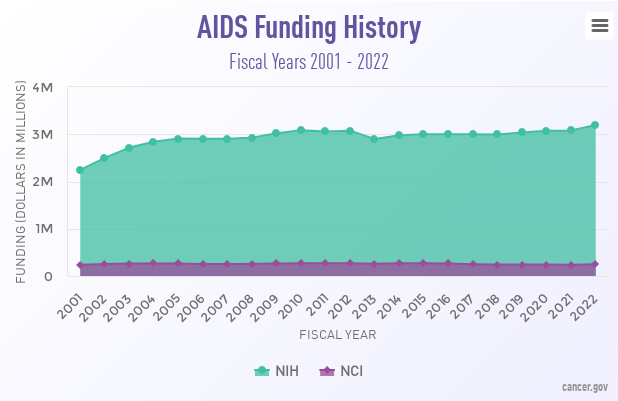 AIDS Funding History
Fiscal Years 2001 - 2022
FUNDING (DOLLARS IN MILLIONS)
4M
3M
2M
1M
0
2001 2002 2003 2004 2005 2006 2007 2008 2009 2010 2011 2012 2013 2014 2015 2016 2017 2018 2019 2020 2021 2022
FISCAL YEAR
NIH NCI
cancer.gov